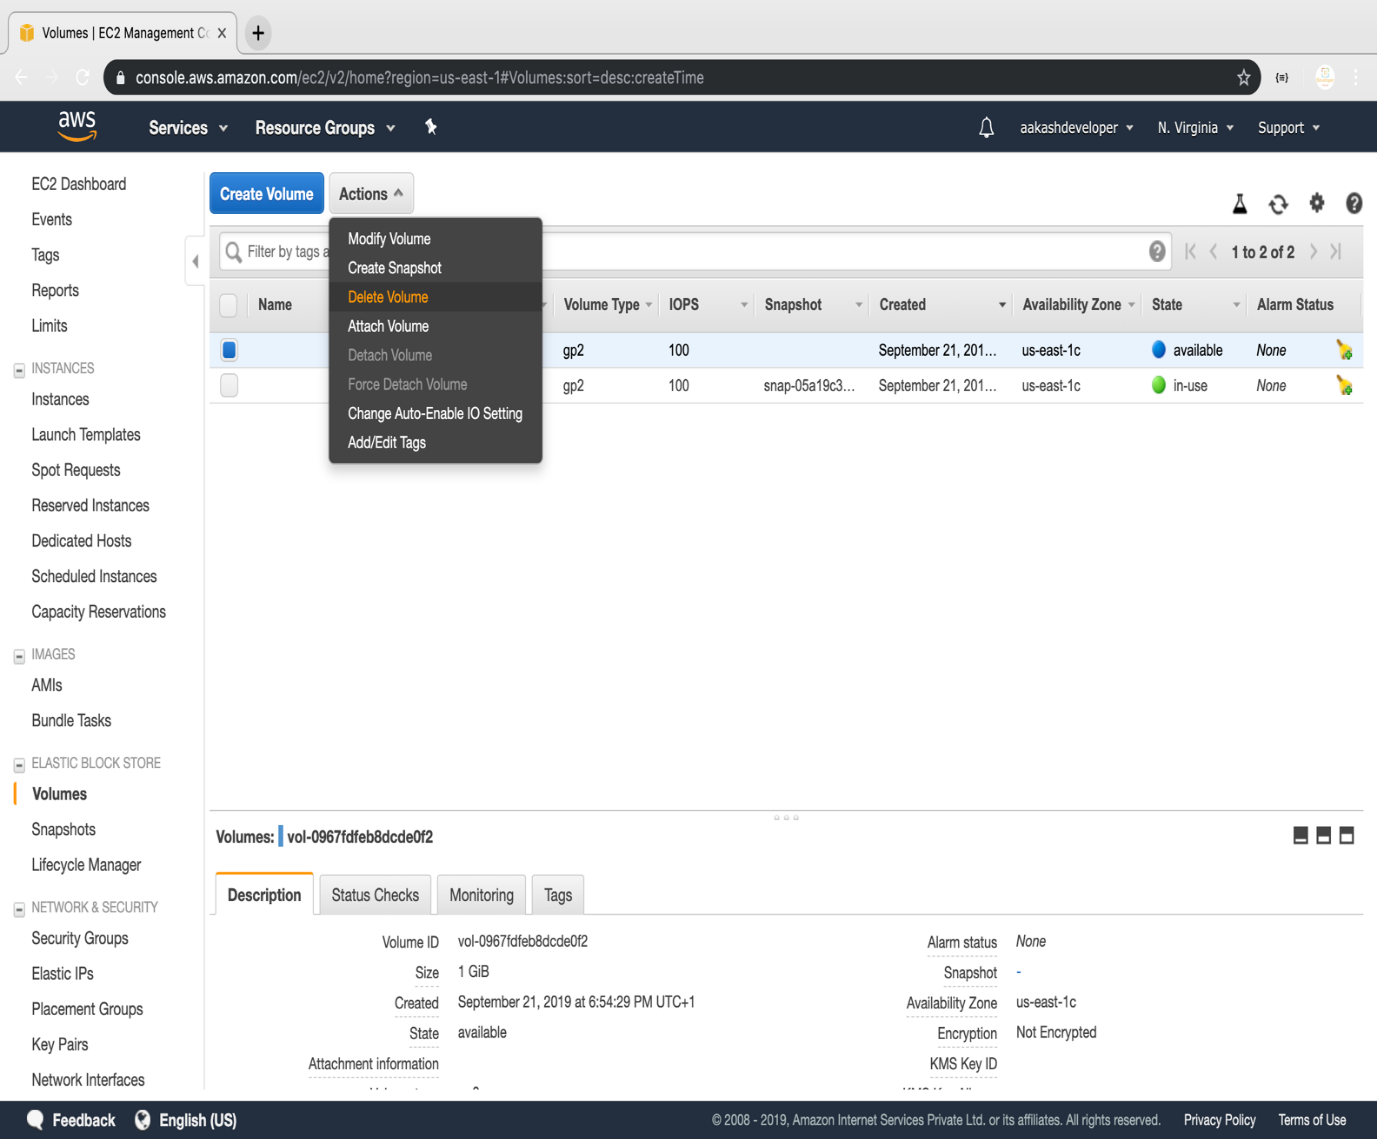 Volumes | EC2 Management Co
console.aws.amazon.com/ec2/v2/home?region=us-east-1#Volumes:sort=desc:createTime
aws Services Resource Groups aakashdeveloper N. Virginia Support
EC2 Dashboard
Events
Tags
Reports
Limits
INSTANCES
Instances
Launch Templates
Spot Requests
Reserved Instances
Dedicated Hosts
Scheduled Instances
Capacity Reservations
IMAGES
AMIs
Bundle Tasks
ELASTIC BLOCK STORE
Volumes
Snapshots
Lifecycle Manager
NETWORK & SECURITY
Security Groups
Elastic IPs
Placement Groups
Key Pairs
Network Interfaces
Create Volume Actions
Modify Volume
Create Snapshot
Delete Volume
Attach Volume
Detach Volume
Force Detach Volume
Change Auto-Enable IO Setting
Add/Edit Tags
Filter by tags 1 to 2 of 2
Name Volume Type IOPS Snapshot Created Availability Zone State Alarm Status
gp2 100 September 21, 201... us-east-1c available None
gp2 100 snap-05a19c3... September 21, 201... us-east-1c in-use None
Volumes: vol-0967fdfeb8dcde0f2
Description Status Checks Monitoring Tags
Volume ID vol-0967fdfeb8dcde0f2 Alarm status None
Size 1 GiB Snapshot -
Created September 21, 2019 at 6:54:29 PM UTC+1 Availability Zone us-east-1c
State available Encryption Not Encrypted
Attachment information KMS Key ID
Feedback English (US) © 2008 - 2019, Amazon Internet Services Private Ltd. or its affiliates. All rights reserved. Privacy Policy Terms of Use